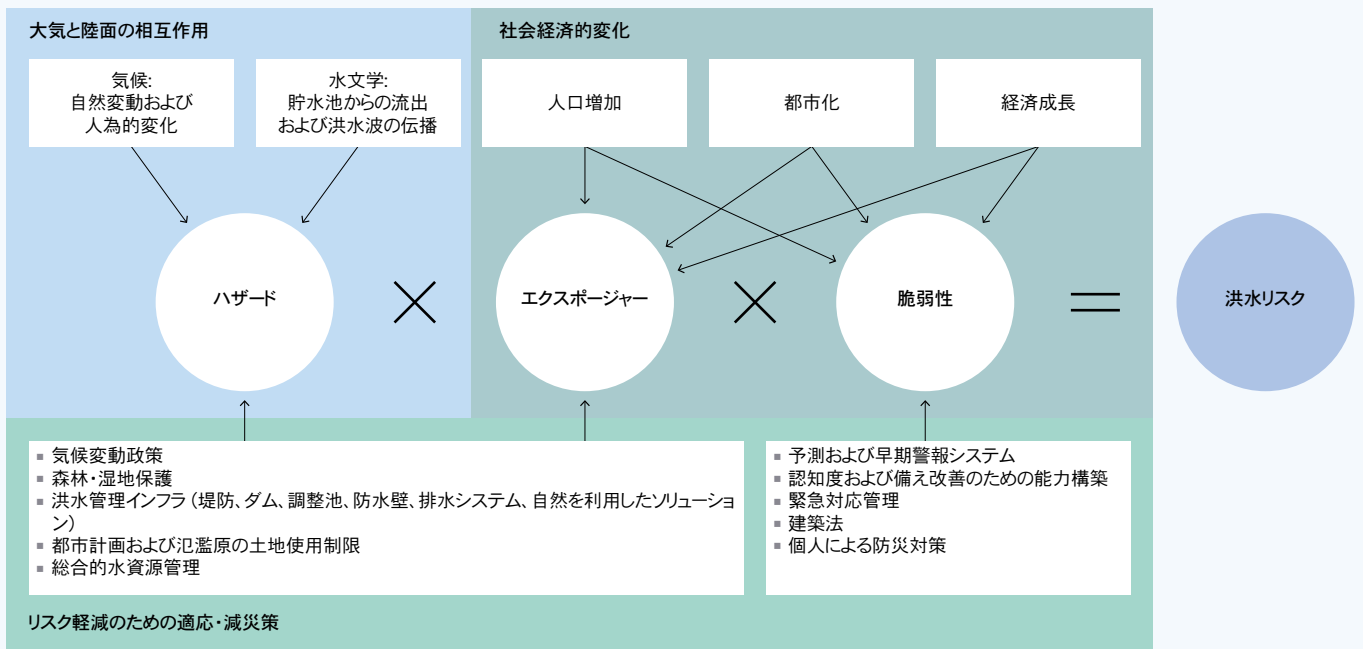 大気と陸面の相互作用
社会経済的変化
気候:
自然変動および
人為的変化
水文学:
貯水池からの流出
および洪水波の伝播
人口増加
都市化
経済成長
ハザード
×
エクスポージャー
×
脆弱性
=
洪水リスク
▪ 気候変動政策
▪ 森林・湿地保護
▪ 洪水管理インフラ（堤防、ダム、調整池、防水壁、排水システム、自然を利用したソリューショ
ン）
▪ 都市計画および氾濫原の土地使用制限
▪ 総合的水資源管理
▪ 予測および早期警報システム
▪ 認知度および備え改善のための能力構築
▪ 緊急対応管理
▪ 建築法
▪ 個人による防災対策
リスク軽減のための適応・減災策